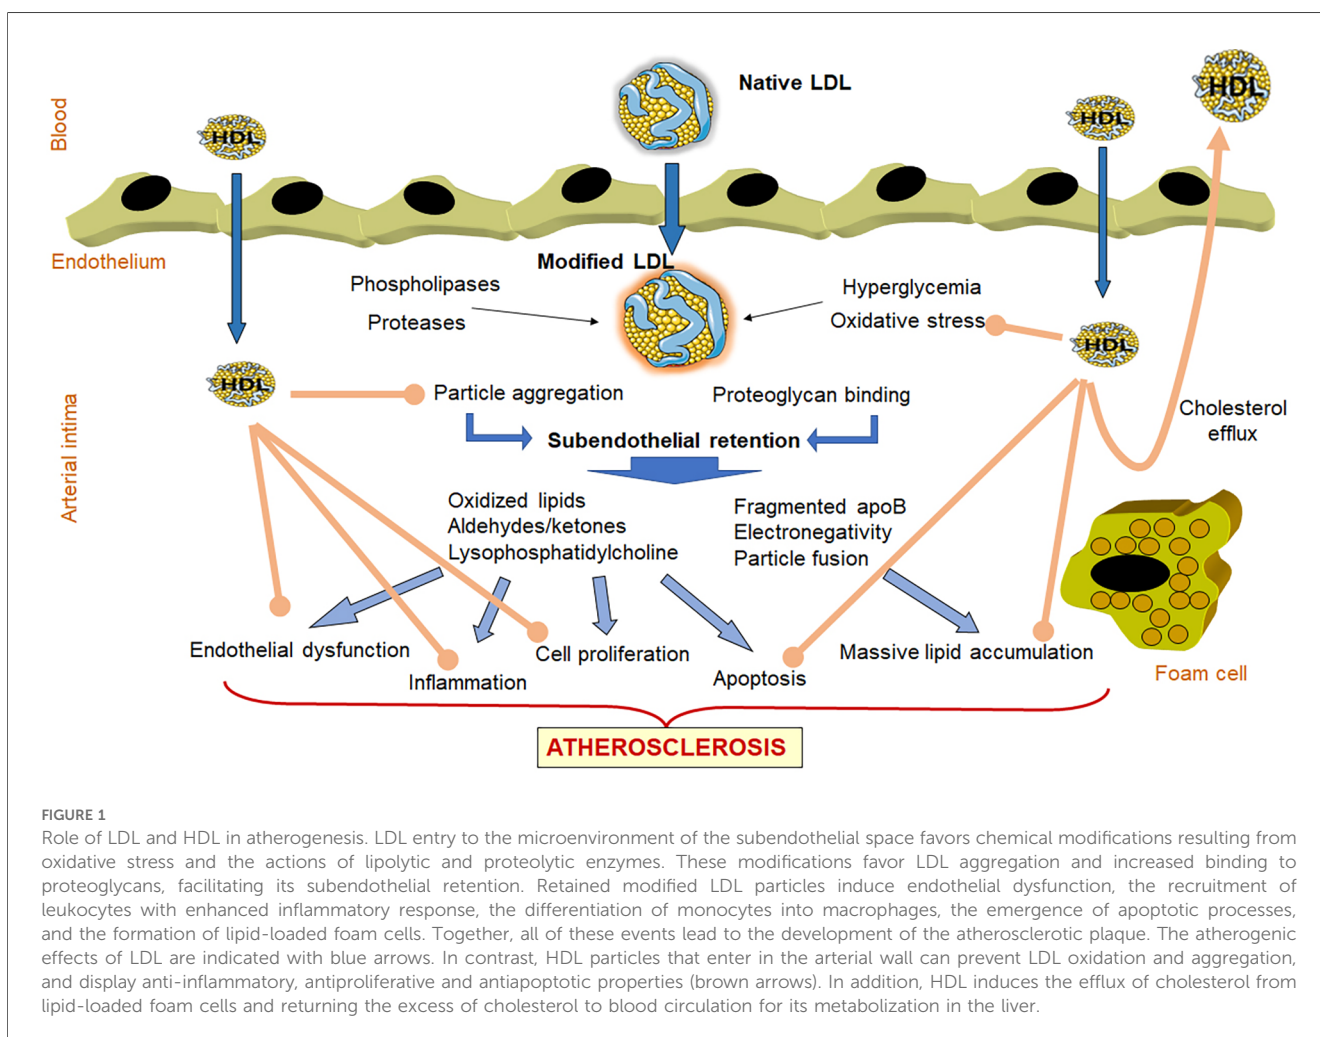 Blood
Native LDL
HDL
HDL
HDL
Endothelium
Modified LDL
Phospholipases
Proteases
Hyperglycemia
Oxidative stress
HDL
HDL
Arterial intima
Particle aggregation
Proteoglycan binding
Cholesterol
efflux
Subendothelial retention
Oxidized lipids
Aldehydes/ketones
Lysophosphatidylcholine
Fragmented apoB
Electronegativity
Particle fusion
Endothelial dysfunction
Inflammation
Cell proliferation
Apoptosis
Massive lipid accumulation
Foam cell
ATHEROSCLEROSIS
FIGURE 1
Role of LDL and HDL in atherogenesis. LDL entry to the microenvironment of the subendothelial space favors chemical modifications resulting from
oxidative stress and the actions of lipolytic and proteolytic enzymes. These modifications favor LDL aggregation and increased binding to
proteoglycans, facilitating its subendothelial retention. Retained modified LDL particles induce endothelial dysfunction, the recruitment of
leukocytes with enhanced inflammatory response, the differentiation of monocytes into macrophages, the emergence of apoptotic processes,
and the formation of lipid-loaded foam cells. Together, all of these events lead to the development of the atherosclerotic plaque. The atherogenic
effects of LDL are indicated with blue arrows. In contrast, HDL particles that enter in the arterial wall can prevent LDL oxidation and aggregation,
and display anti-inflammatory, antiproliferative and antiapoptotic properties (brown arrows). In addition, HDL induces the efflux of cholesterol from
lipid-loaded foam cells and returning the excess of cholesterol to blood circulation for its metabolization in the liver.